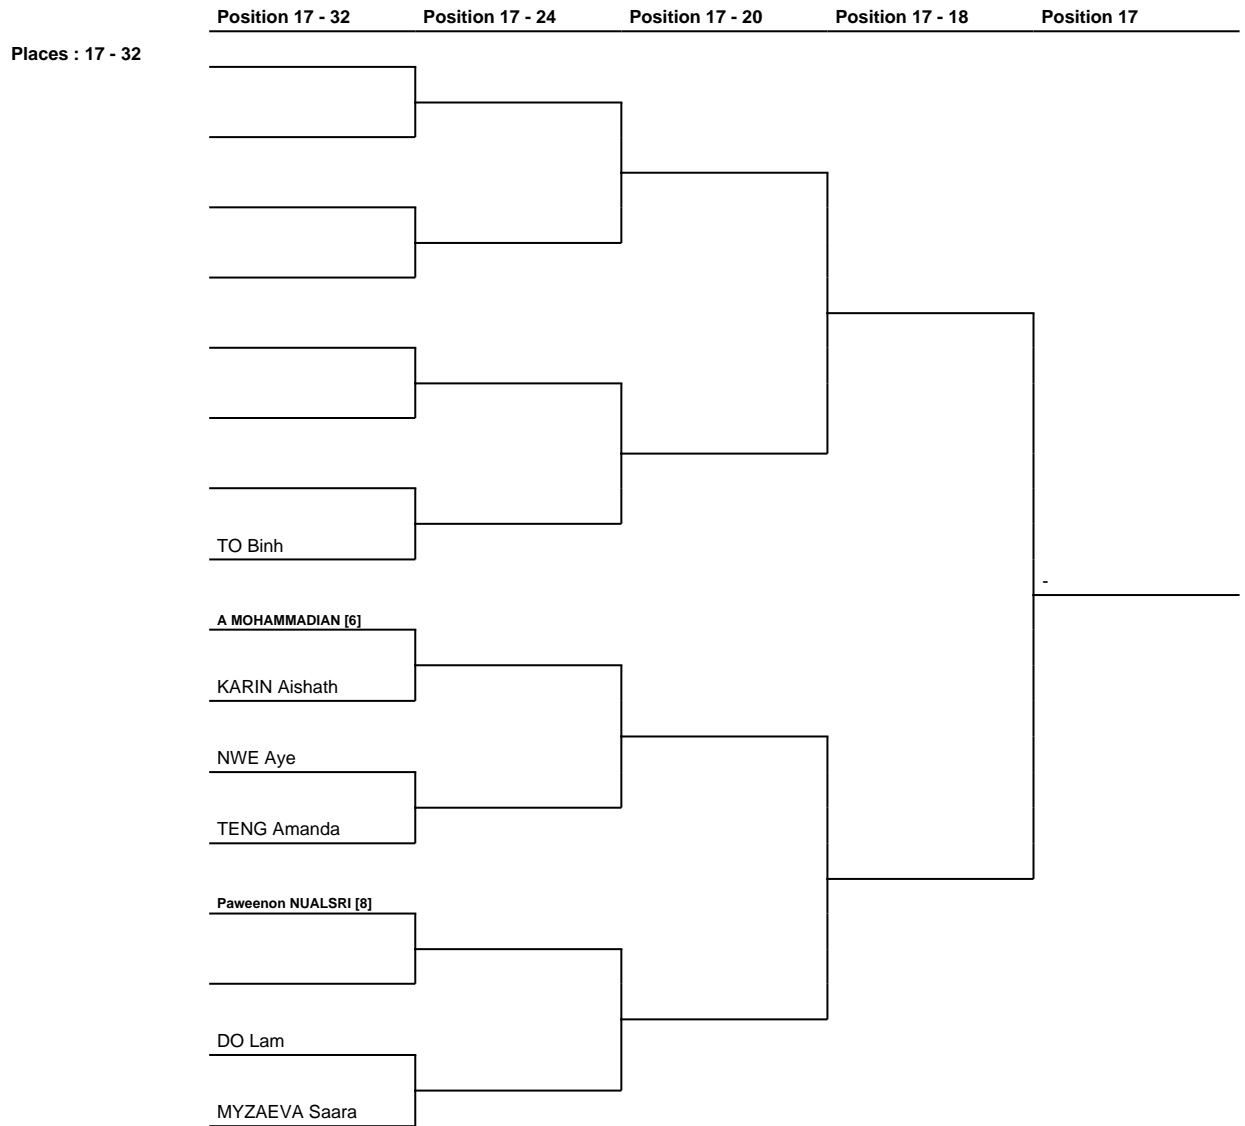 Position 17 - 32 Position 17 - 24 Position 17 - 20 Position 17 - 18 Position 17
Places : 17 - 32
TO Binh
-
A MOHAMMADIAN [6]
KARIN Aishath
NWE Aye
TENG Amanda
Paweenon NUALSRI [8]
DO Lam
MYZAEVA Saara